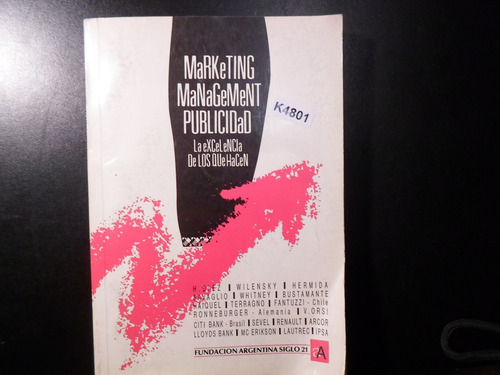 MaRKeTING
MaNaGeMeNT
PUBLICIDaD
La eXCeLeNCIa
De LOS QUe HaCeN
K4801
WILENSKY | HERMIDA
WHITNEY | BUSTAMANTE
TERRAGNO | FANTUZZI - Chile
RONNEBURGER - Alemania | V. ORSI
CITI BANK - Brasil | SEVEL | RENAULT | ARCOR
LLOYDS BANK | MC ERIKSON | LAUTREC | IPSA
FUNDACION ARGENTINA SIGLO 21
A